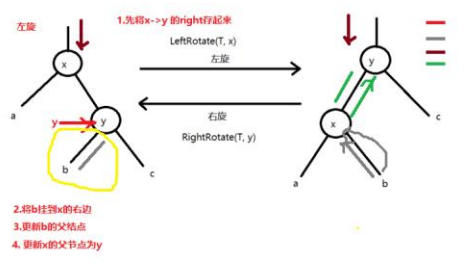 左旋
1.先将x->y 的right存起来
LeftRotate(T, x)
左旋
右旋
RightRotate(T, y)
x
a
y
y
b
c
y
x
c
a
b
2.将b挂到x的右边
3.更新b的父结点
4. 更新x的父节点为y